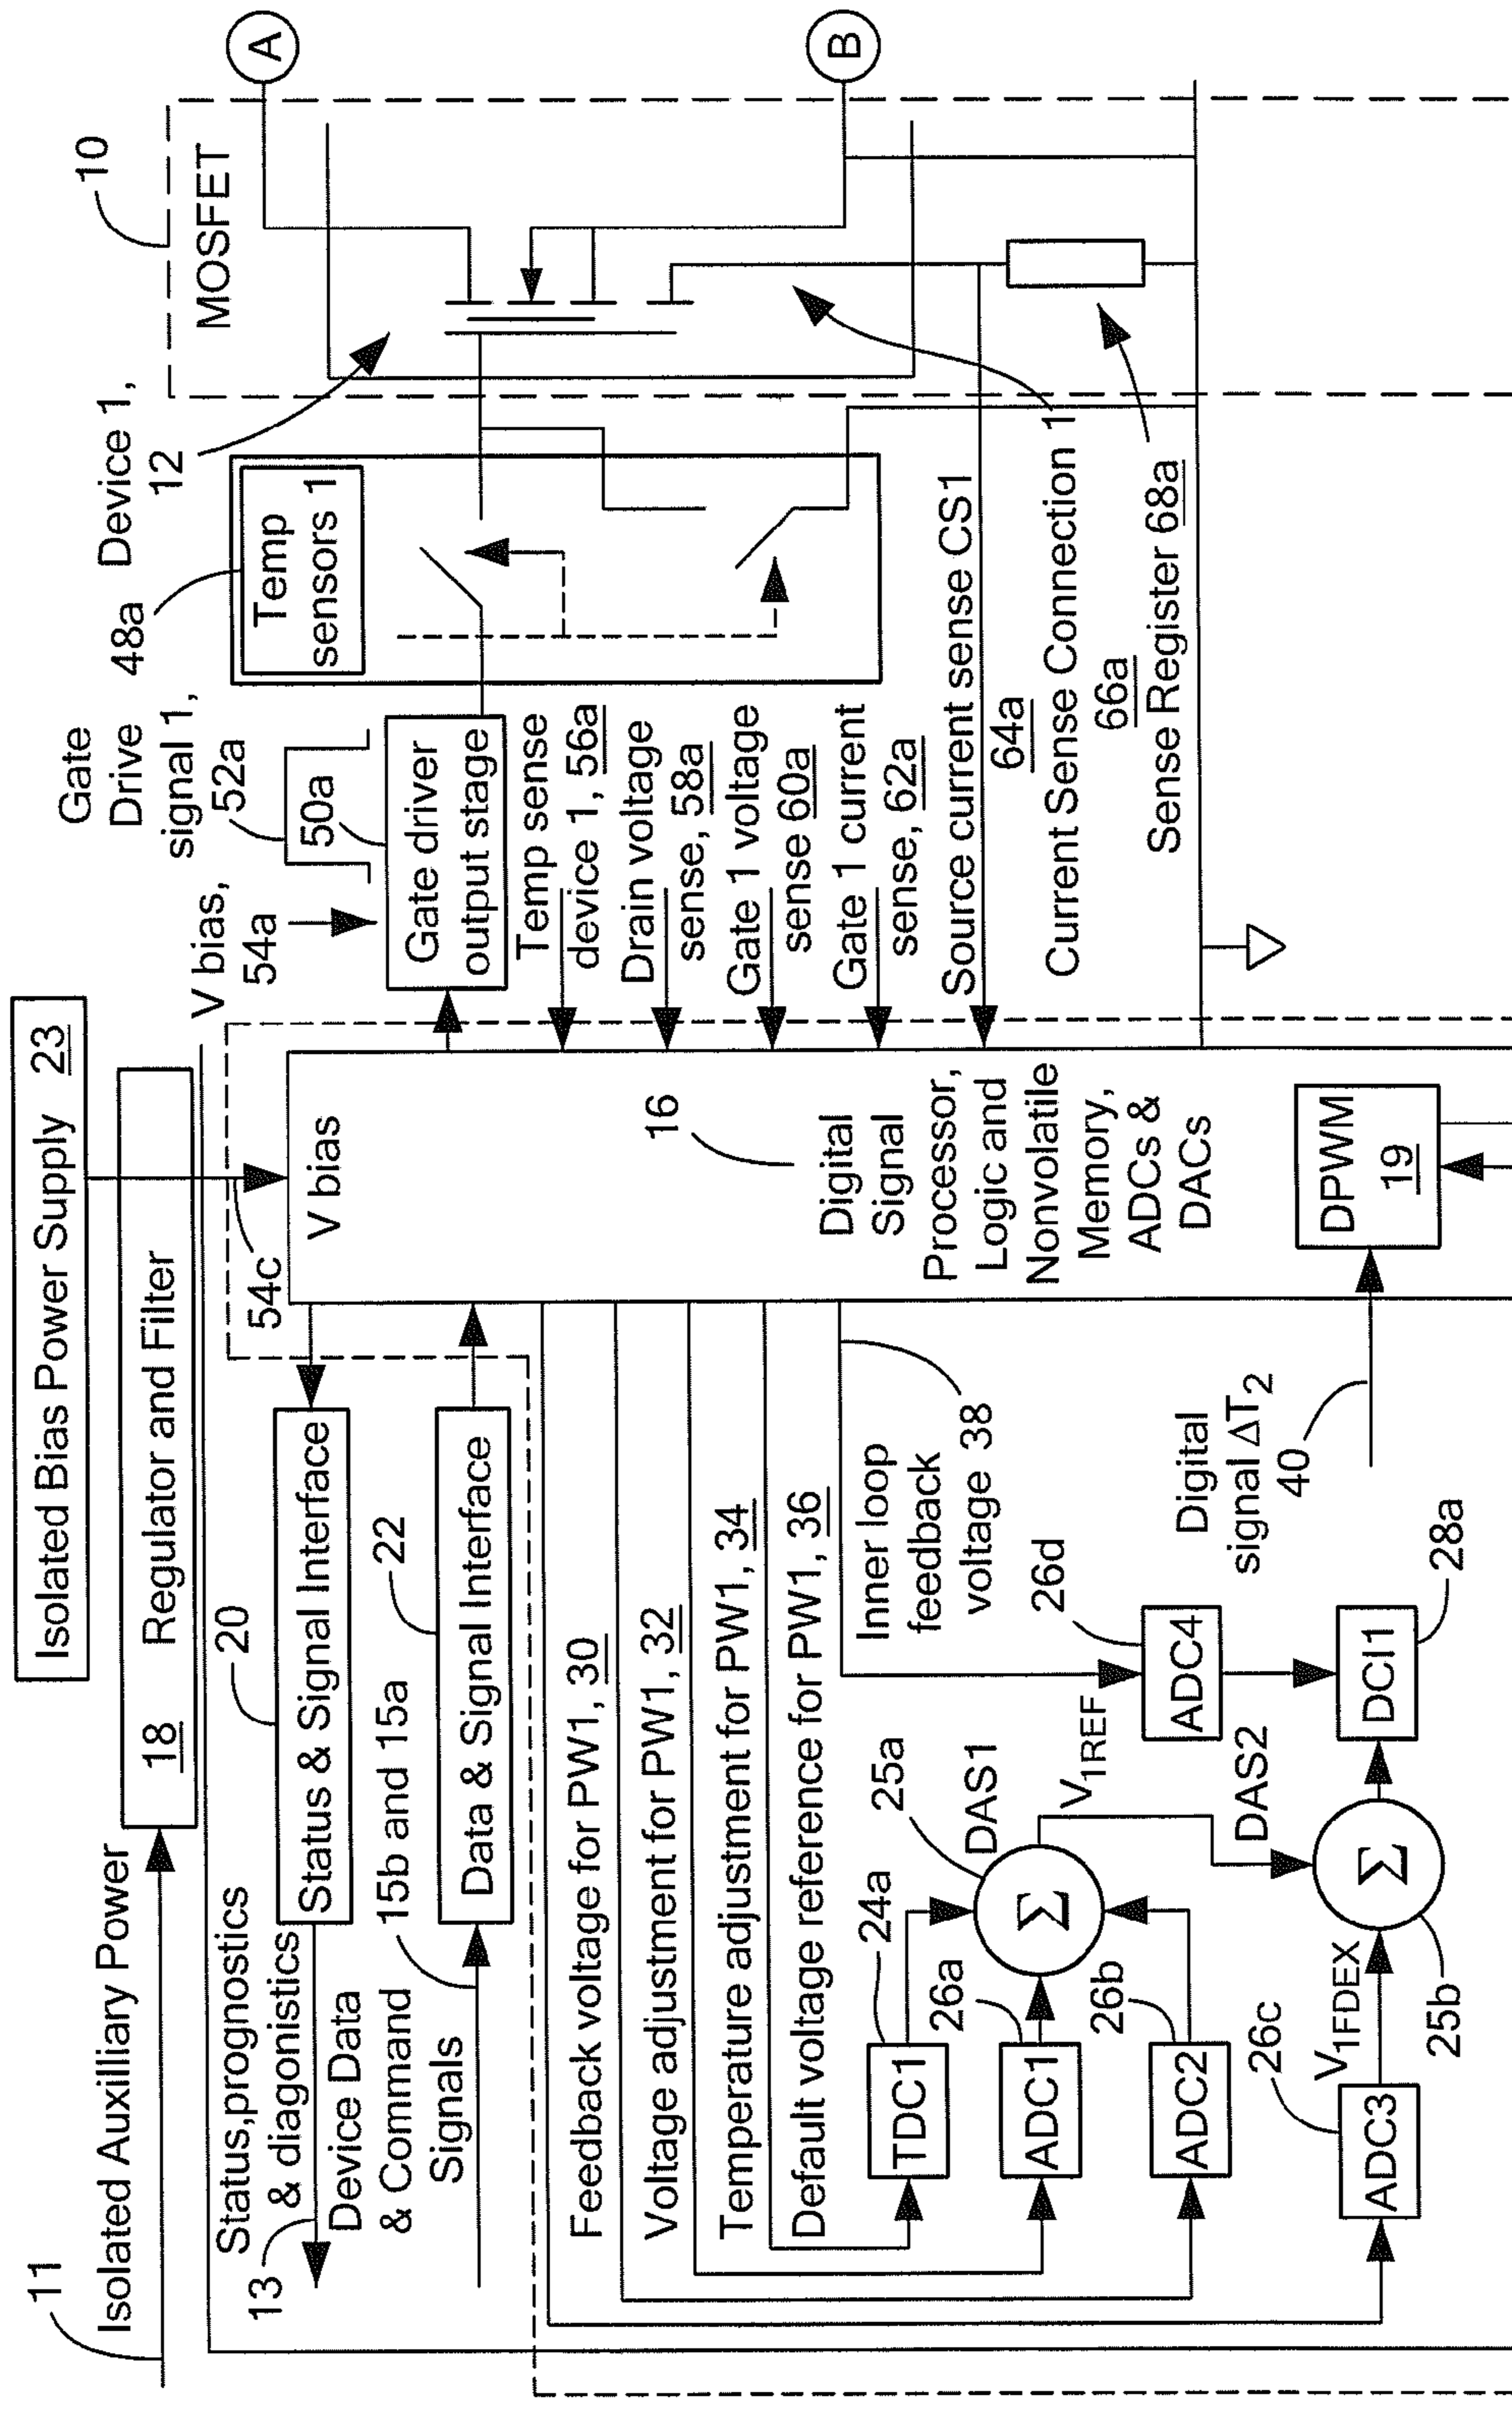 11
Isolated Auxilliary Power
18 Regulator and Filter
Isolated Bias Power Supply 23
Status,prognostics
& diagonistics
13
20
Status & Signal Interface
54c
V bias
Device Data
& Command
Signals
15b and 15a
22
Data & Signal Interface
Feedback voltage for PW1, 30
Voltage adjustment for PW1, 32
Temperature adjustment for PW1, 34
Default voltage reference for PW1, 36
Inner loop
feedback
voltage 38
16
Digital
Signal
Processor,
Logic and
Nonvolatile
Memory,
ADCs &
DACs
TDC1
24a
ADC1
26a
ADC2
26b
Σ
25a
DAS1
V1REF
26d
ADC4
26c
ADC3
V1FDEX
Σ
25b
DAS2
DCI1
28a
Digital
signal ΔT2
40
DPWM
19
V bias,
54a
Gate
Drive
signal 1,
52a
50a
Gate driver
output stage
Temp sense
device 1, 56a
Drain voltage
sense, 58a
Gate 1 voltage
sense 60a
Gate 1 current
sense, 62a
Source current sense CS1
64a
Current Sense Connection 1
66a
Sense Register 68a
48a
Temp
sensors 1
Device 1,
12
10
MOSFET
A
B